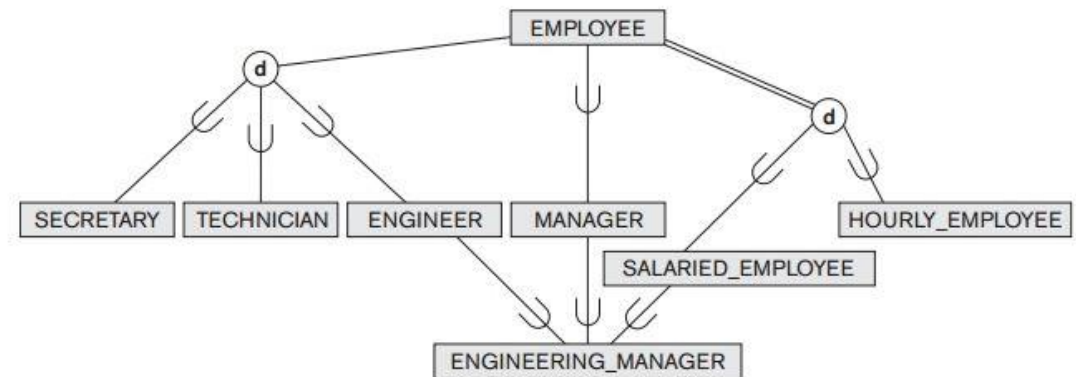 EMPLOYEE
d
d
SECRETARY
TECHNICIAN
ENGINEER
MANAGER
HOURLY_EMPLOYEE
SALARIED_EMPLOYEE
ENGINEERING_MANAGER